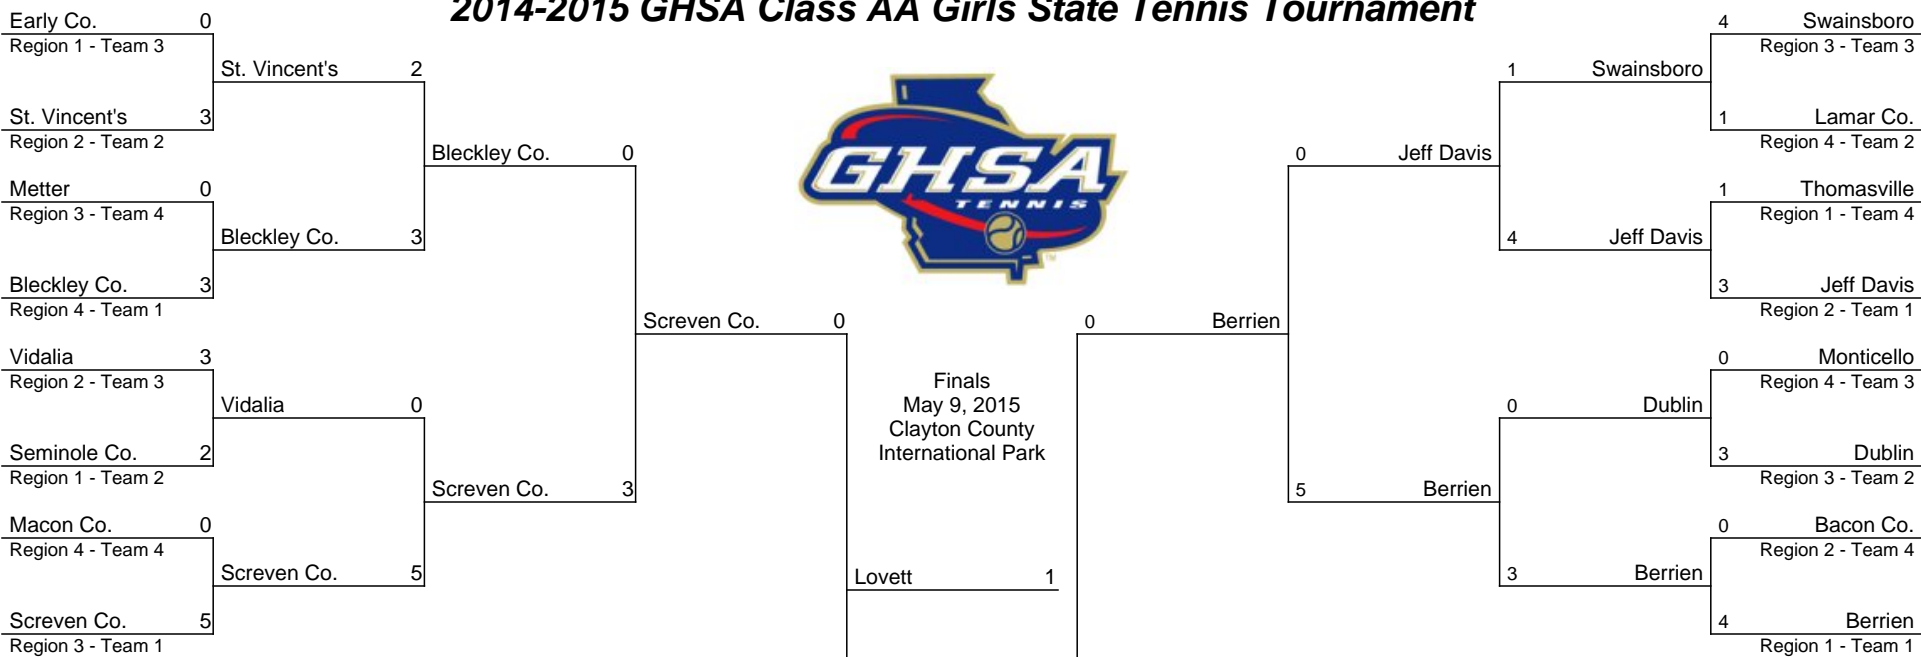 2014-2015 GHSA Class AA Girls State Tennis Tournament
Early Co. 0
Region 1 - Team 3
St. Vincent's 2
St. Vincent's 3
Region 2 - Team 2
Bleckley Co. 0
Metter 0
Region 3 - Team 4
Bleckley Co. 3
Bleckley Co. 3
Region 4 - Team 1
Screven Co. 0
Vidalia 3
Region 2 - Team 3
Vidalia 0
Seminole Co. 2
Region 1 - Team 2
Screven Co. 3
Macon Co. 0
Region 4 - Team 4
Screven Co. 5
Screven Co. 5
Region 3 - Team 1
GHSA
TENNIS
TM
Finals
May 9, 2015
Clayton County
International Park
Lovett 1
4 Swainsboro
Region 3 - Team 3
1 Swainsboro
1 Lamar Co.
Region 4 - Team 2
0 Jeff Davis
1 Thomasville
Region 1 - Team 4
4 Jeff Davis
3 Jeff Davis
Region 2 - Team 1
0 Berrien
0 Monticello
Region 4 - Team 3
0 Dublin
3 Dublin
Region 3 - Team 2
5 Berrien
0 Bacon Co.
Region 2 - Team 4
3 Berrien
4 Berrien
Region 1 - Team 1